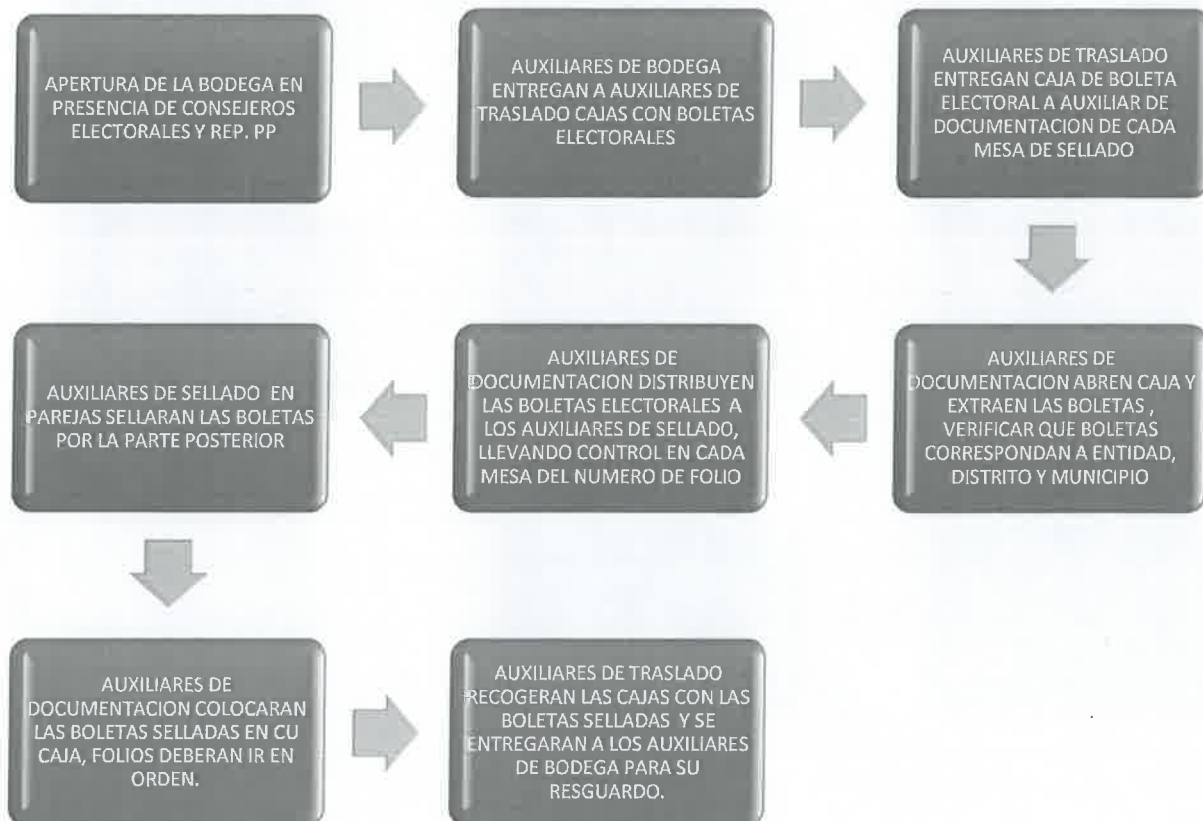 APERTURA DE LA BODEGA EN
PRESENCIA DE CONSEJEROS
ELECTORALES Y REP. PP
AUXILIARES DE BODEGA
ENTREGAN A AUXILIARES DE
TRASLADO CAJAS CON BOLETAS
ELECTORALES
AUXILIARES DE TRASLADO
ENTREGAN CAJA DE BOLETA
ELECTORAL A AUXILIAR DE
DOCUMENTACION DE CADA
MESA DE SELLADO
AUXILIARES DE
DOCUMENTACION ABREN CAJA Y
EXTRAEN LAS BOLETAS ,
VERIFICAR QUE BOLETAS
CORRESPONDAN A ENTIDAD,
DISTRITO Y MUNICIPIO
AUXILIARES DE
DOCUMENTACION DISTRIBUYEN
LAS BOLETAS ELECTORALES A
LOS AUXILIARES DE SELLADO,
LLEVANDO CONTROL EN CADA
MESA DEL NUMERO DE FOLIO
AUXILIARES DE SELLADO EN
PAREJAS SELLARAN LAS BOLETAS
POR LA PARTE POSTERIOR
AUXILIARES DE
DOCUMENTACION COLOCARAN
LAS BOLETAS SELLADAS EN CU
CAJA, FOLIOS DEBERAN IR EN
ORDEN.
AUXILIARES DE TRASLADO
RECOGERAN LAS CAJAS CON LAS
BOLETAS SELLADAS Y SE
ENTREGARAN A LOS AUXILIARES
DE BODEGA PARA SU
RESGUARDO.